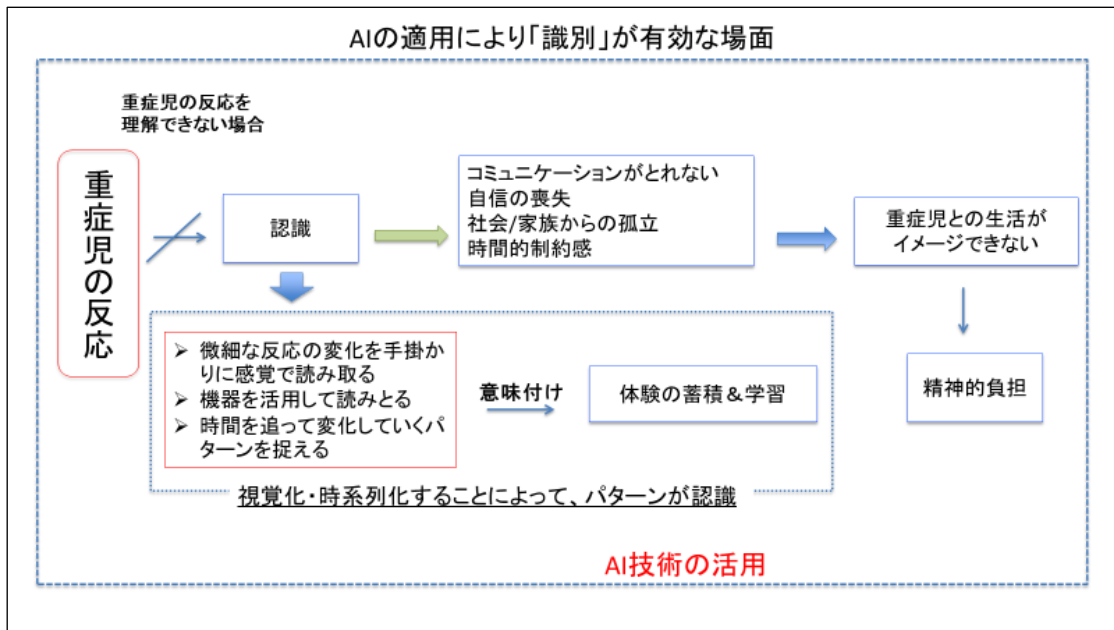 AIの適用により「識別」が有効な場面
重症児の反応を
理解できない場合
重症児の反応
認識
コミュニケーションがとれない
自信の喪失
社会/家族からの孤立
時間的制約感
重症児との生活が
イメージできない
➢ 微細な反応の変化を手掛か
りに感覚で読み取る
➢ 機器を活用して読みとる
➢ 時間を追って変化していくパ
ターンを捉える
意味付け
体験の蓄積＆学習
精神的負担
視覚化・時系列化することによって、パターンが認識
AI技術の活用